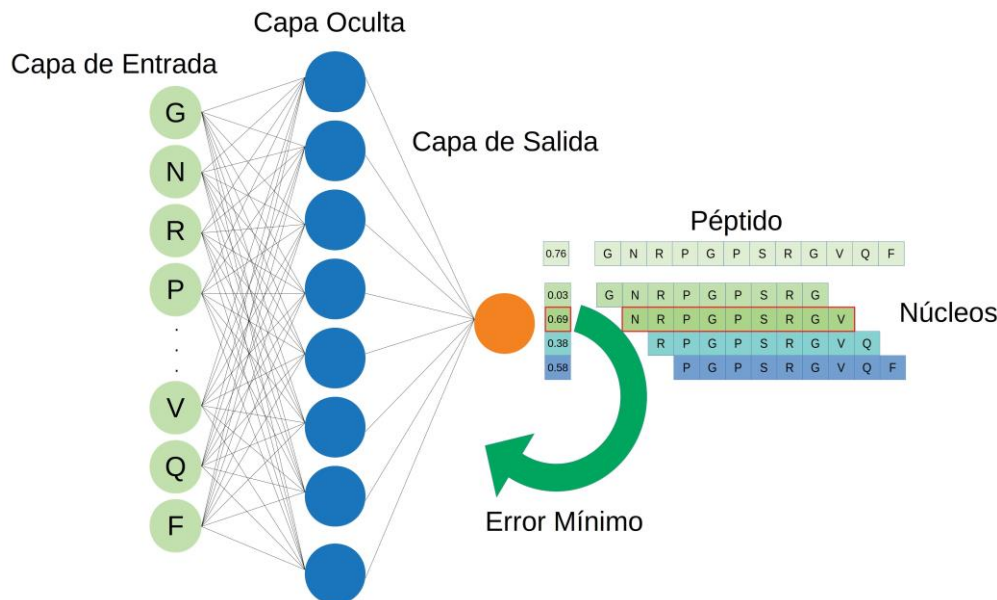 Capa Oculta
Capa de Entrada
G
N
R
P
.
.
.
V
Q
F
Capa de Salida
Péptido
0.76 G N R P G P S R G V Q F
0.03 G N R P G P S R G
Núcleos
0.69 N R P G P S R G V
0.38 R P G P S R G V Q
0.58 P G P S R G V Q F
Error Mínimo